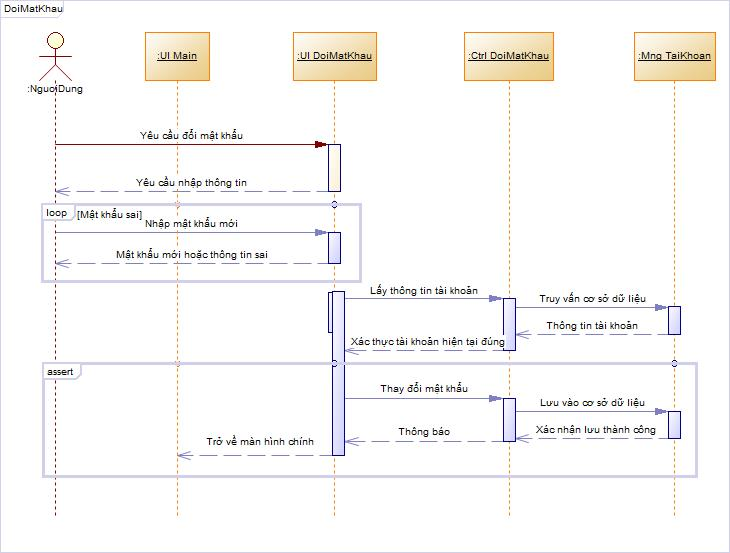 DoiMatKhau
:NguoiDung
:UI Main
:UI DoiMatKhau
:Ctrl DoiMatKhau
:Mng TaiKhoan
Yêu cầu đổi mật khẩu
Yêu cầu nhập thông tin
loop
[Mật khẩu sai]
Nhập mật khẩu mới
Mật khẩu mới hoặc thông tin sai
Lấy thông tin tài khoản
Truy vấn cơ sở dữ liệu
Thông tin tài khoản
Xác thực tài khoản hiện tại đúng
assert
Thay đổi mật khẩu
Lưu vào cơ sở dữ liệu
Xác nhận lưu thành công
Thông báo
Trở về màn hình chính